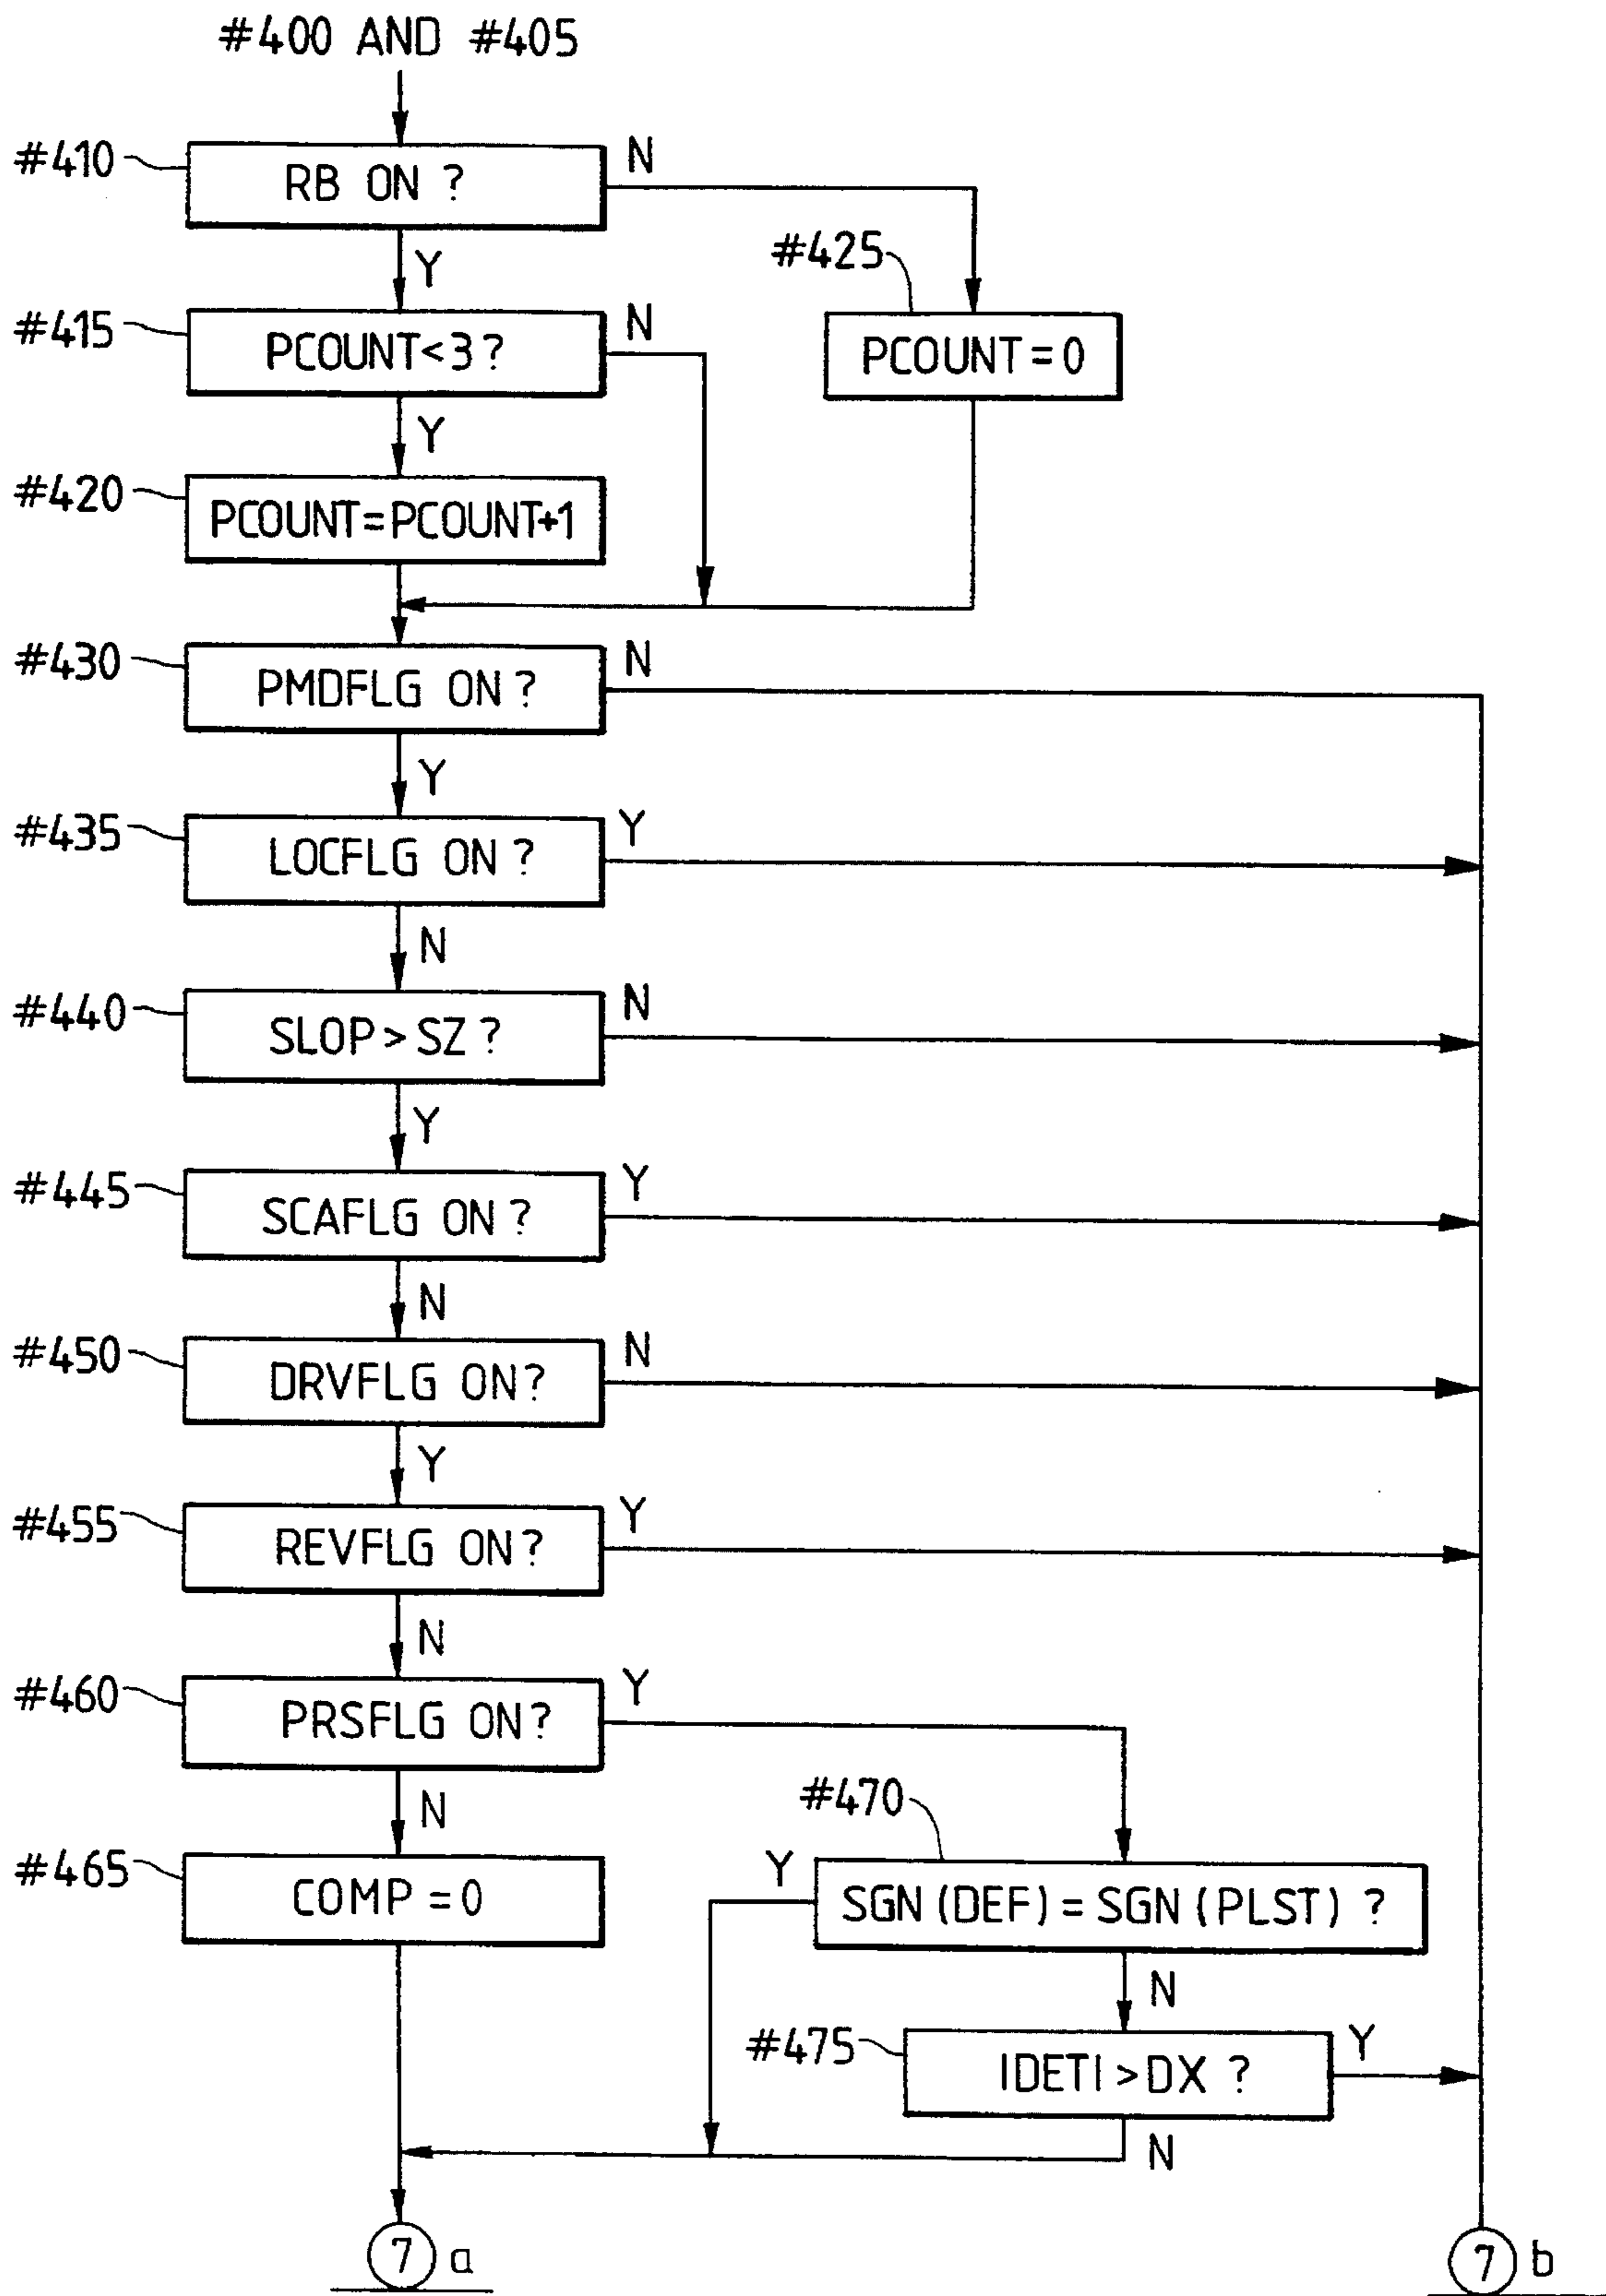 #400 AND #405
#410
RB ON ?
N
Y
#425
#415
PCOUNT<3?
N
PCOUNT=0
Y
#420
PCOUNT=PCOUNT+1
#430
PMDFLG ON?
N
Y
#435
LOCFLG ON?
Y
N
#440
SLOP>SZ?
N
Y
#445
SCAFLG ON?
Y
N
#450
DRVFLG ON?
N
Y
#455
REVFLG ON?
Y
N
#460
PRSFLG ON?
Y
N
#470
#465
COMP=0
Y
SGN(DEF)=SGN(PLST) ?
N
#475
IDETI>DX ?
Y
N
7 a
7 b